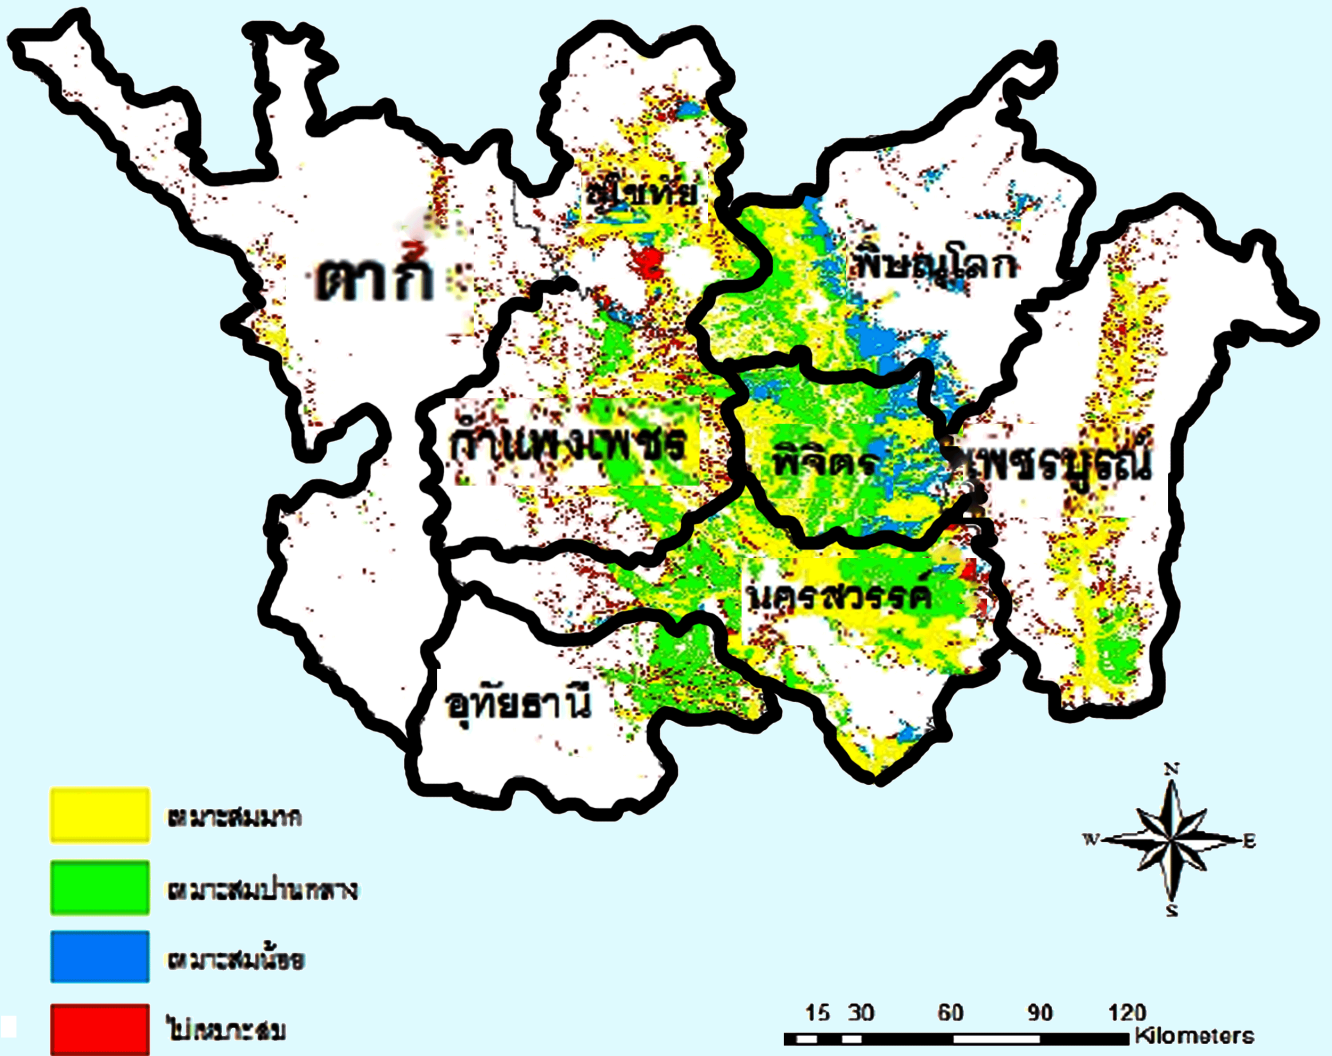 สุโขทัย
พิษณุโลก
ตาก
กำแพงเพชร
พิจิตร
เพชรบูรณ์
นครสวรรค์
อุทัยธานี
เหมาะสมมาก
เหมาะสมปานกลาง
เหมาะสมน้อย
ไม่เหมาะสม
N
W E
S
15 30 60 90 120
Kilometers